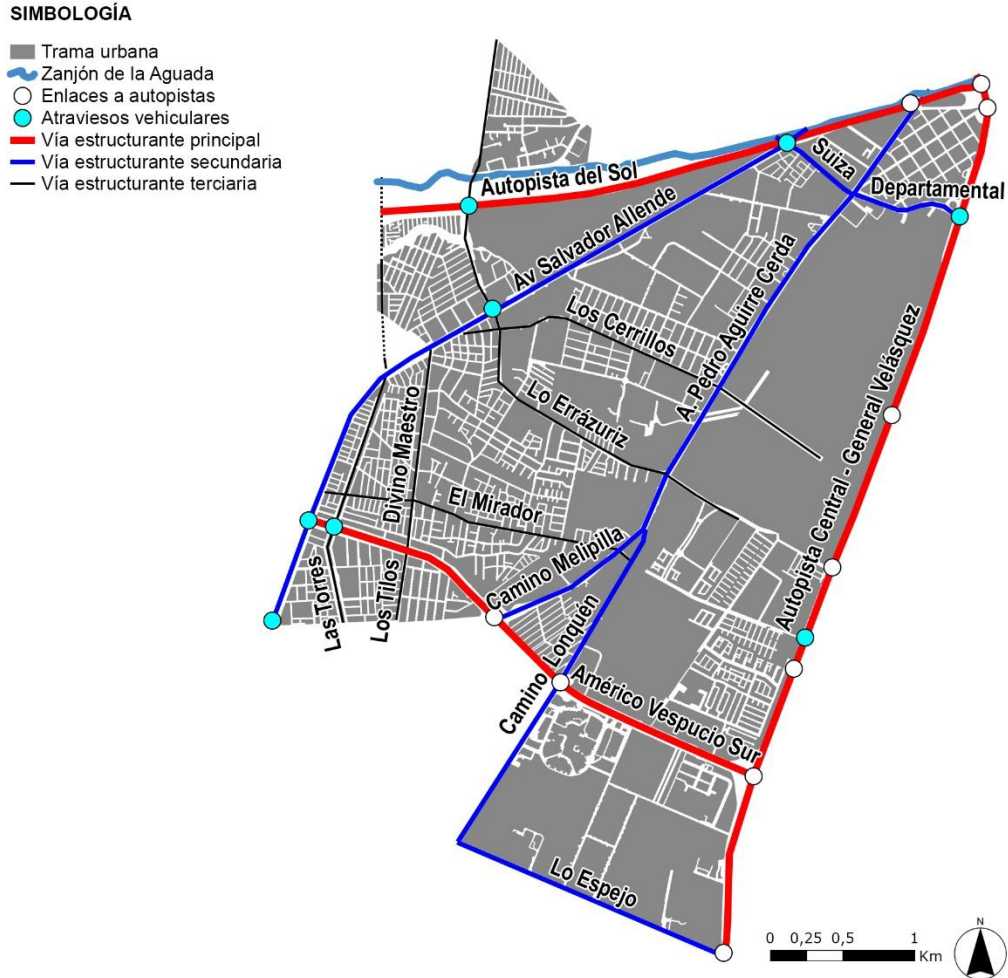 SIMBOLOGÍA
Trama urbana
Zanjón de la Aguada
Enlaces a autopistas
Atraviesos vehiculares
Vía estructurante principal
Vía estructurante secundaria
Vía estructurante terciaria
Autopista del Sol
Suiza
Departamental
Av Salvador Allende
Los Cerrillos
A. Pedro Aguirre Cerda
Lo Errázuriz
Divino Maestro
El Mirador
Autopista Central - General Velásquez
Camino Melipilla
Las Torres
Los Tilos
Camino Lonquén
Américo Vespucio Sur
Lo Espejo
0 0,25 0,5 1
Km
N